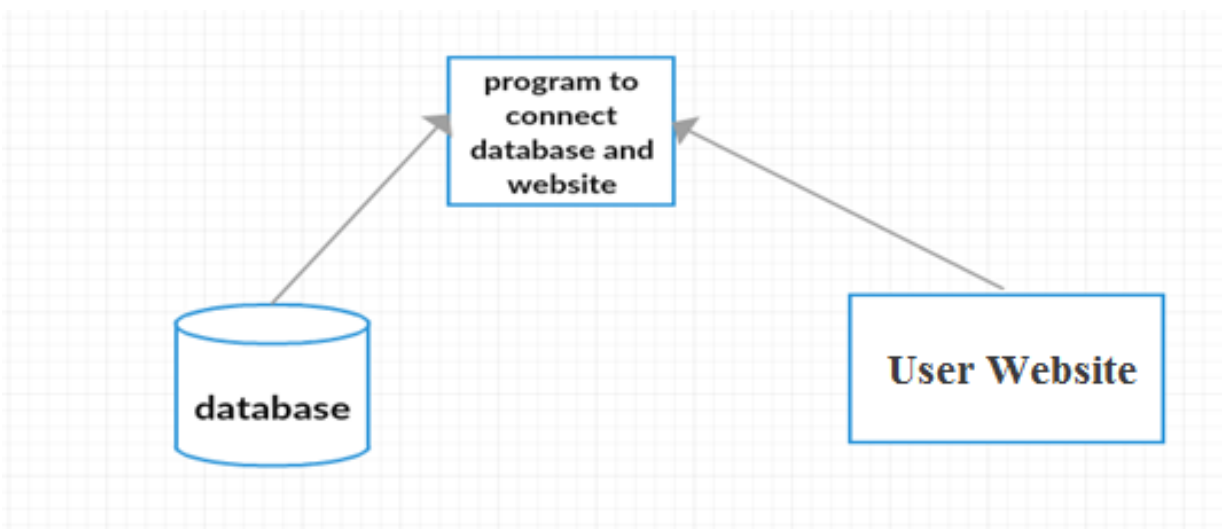 program to
connect
database and
website
database
User Website